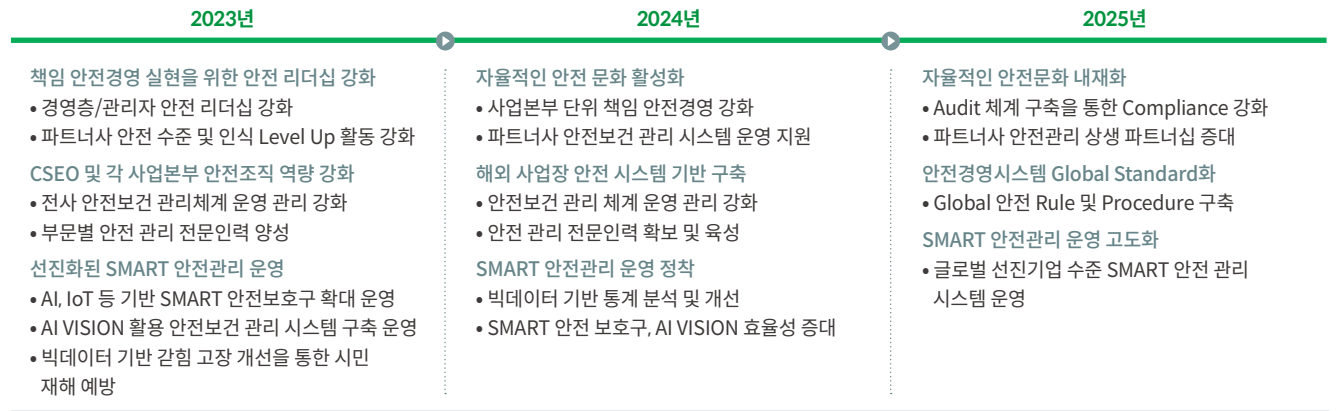 2023년
책임 안전경영 실현을 위한 안전 리더십 강화
• 경영층/관리자 안전 리더십 강화
• 파트너사 안전 수준 및 인식 Level Up 활동 강화
CSEO 및 각 사업본부 안전조직 역량 강화
• 전사 안전보건 관리체계 운영 관리 강화
• 부문별 안전 관리 전문인력 양성
선진화된 SMART 안전관리 운영
• AI, IoT 등 기반 SMART 안전보호구 확대 운영
• AI VISION 활용 안전보건 관리 시스템 구축 운영
• 빅데이터 기반 갇힘 고장 개선을 통한 시민
재해 예방
2024년
자율적인 안전 문화 활성화
• 사업본부 단위 책임 안전경영 강화
• 파트너사 안전보건 관리 시스템 운영 지원
해외 사업장 안전 시스템 기반 구축
• 안전보건 관리 체계 운영 관리 강화
• 안전 관리 전문인력 확보 및 육성
SMART 안전관리 운영 정착
• 빅데이터 기반 통계 분석 및 개선
• SMART 안전 보호구, AI VISION 효율성 증대
2025년
자율적인 안전문화 내재화
• Audit 체계 구축을 통한 Compliance 강화
• 파트너사 안전관리 상생 파트너십 증대
안전경영시스템 Global Standard화
• Global 안전 Rule 및 Procedure 구축
SMART 안전관리 운영 고도화
• 글로벌 선진기업 수준 SMART 안전 관리
시스템 운영